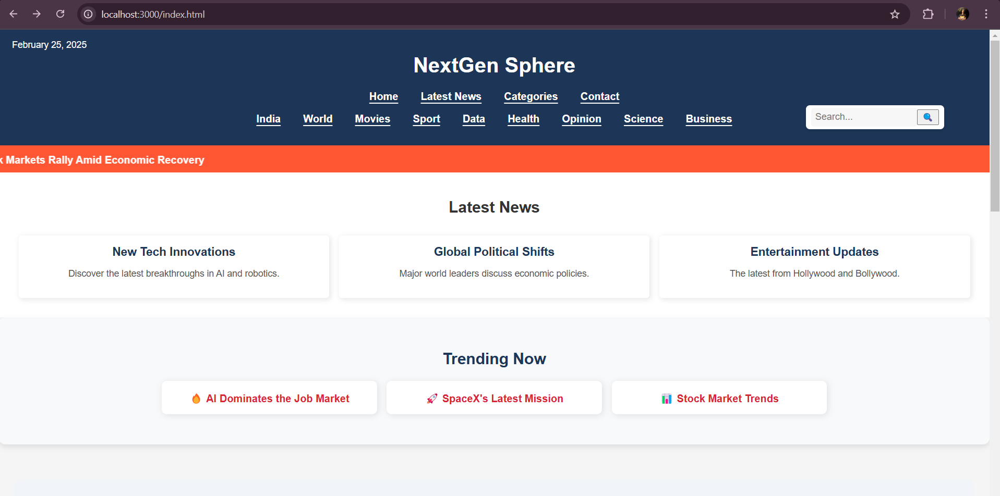 localhost:3000/index.html
February 25, 2025
NextGen Sphere
Home Latest News Categories Contact
India World Movies Sport Data Health Opinion Science Business
Search...
Markets Rally Amid Economic Recovery
Latest News
New Tech Innovations
Discover the latest breakthroughs in AI and robotics.
Global Political Shifts
Major world leaders discuss economic policies.
Entertainment Updates
The latest from Hollywood and Bollywood.
Trending Now
🔥 AI Dominates the Job Market
🚀 SpaceX's Latest Mission
📊 Stock Market Trends